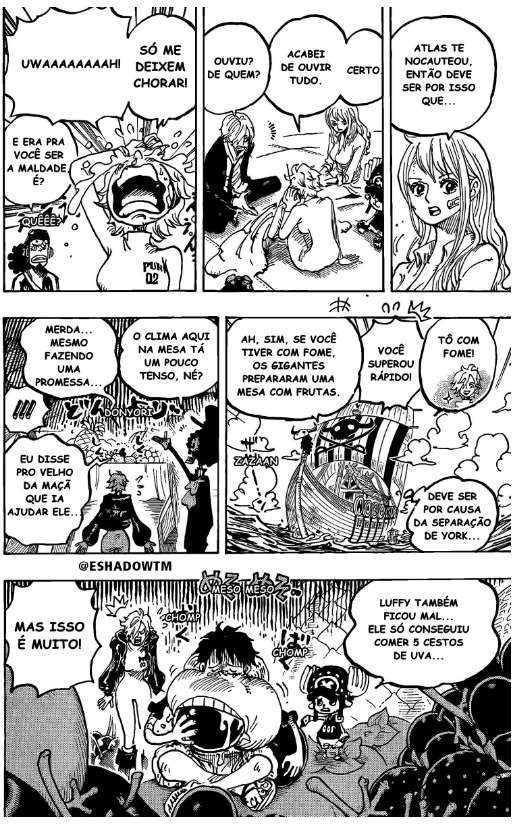 ATLAS TE
NOCAUTEOU,
ENTÃO DEVE
SER POR ISSO
QUE...
CERTO
ACABEI
DE OUVIR
TUDO.
OUVIU?
DE QUEM?
SÓ ME
DEIXEM
CHORAR!
UWAAAAAAAAH!
E ERA PRA
VOCÊ SER
A MALDADE,
É?
QUÊÊÊ?
PUNK
02
TÔ COM
FOME!
VOCÊ
SUPEROU
RÁPIDO!
AH, SIM, SE VOCÊ
TIVER COM FOME,
OS GIGANTES
PREPARARAM UMA
MESA COM FRUTAS.
ZAZAAN
DEVE SER
POR CAUSA
DA SEPARAÇÃO
DE YORK...
O CLIMA AQUI
NA MESA TÁ
UM POUCO
TENSO, NÉ?
MERDA...
MESMO
FAZENDO
UMA
PROMESSA...
!!!
DONYORI
EU DISSE
PRO VELHO
DA MAÇÃ
QUE IA
AJUDAR ELE...
@ESHADOWTM
MESO MESO
LUFFY TAMBÉM
FICOU MAL...
ELE SÓ CONSEGUIU
COMER 5 CESTOS
DE UVA...
CHOMP
CHOMP
MAS ISSO
É MUITO!